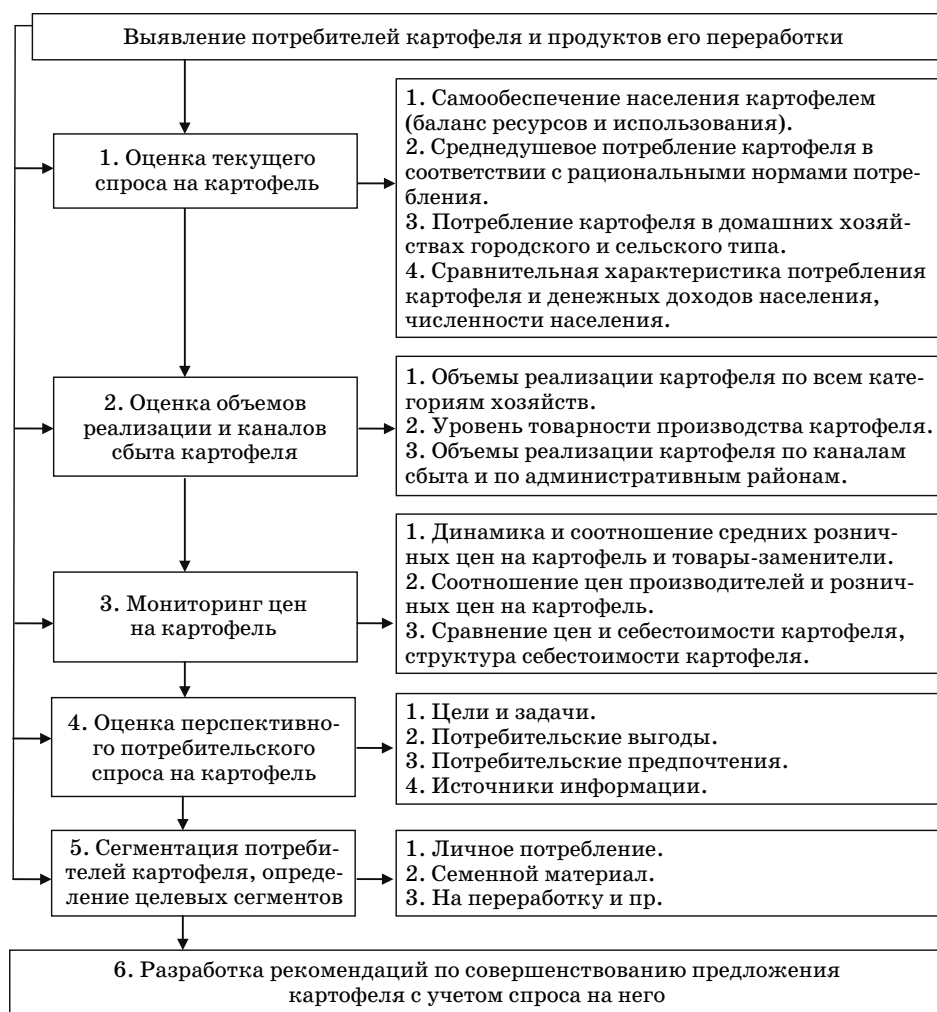 Выявление потребителей картофеля и продуктов его переработки
1. Оценка текущего
спроса на картофель
1. Самообеспечение населения картофелем
(баланс ресурсов и использования).
2. Среднедушевое потребление картофеля в
соответствии с рациональными нормами потре-
бления.
3. Потребление картофеля в домашних хозяй-
ствах городского и сельского типа.
4. Сравнительная характеристика потребления
картофеля и денежных доходов населения,
численности населения.
2. Оценка объемов
реализации и каналов
сбыта картофеля
1. Объемы реализации картофеля по всем кате-
гориям хозяйств.
2. Уровень товарности производства картофеля.
3. Объемы реализации картофеля по каналам
сбыта и по административным районам.
3. Мониторинг цен
на картофель
1. Динамика и соотношение средних рознич-
ных цен на картофель и товары-заменители.
2. Соотношение цен производителей и рознич-
ных цен на картофель.
3. Сравнение цен и себестоимости картофеля,
структура себестоимости картофеля.
4. Оценка перспективно-
го потребительского
спроса на картофель
1. Цели и задачи.
2. Потребительские выгоды.
3. Потребительские предпочтения.
4. Источники информации.
5. Сегментация потреби-
телей картофеля, опреде-
ление целевых сегментов
1. Личное потребление.
2. Семенной материал.
3. На переработку и пр.
6. Разработка рекомендаций по совершенствованию предложения
картофеля с учетом спроса на него